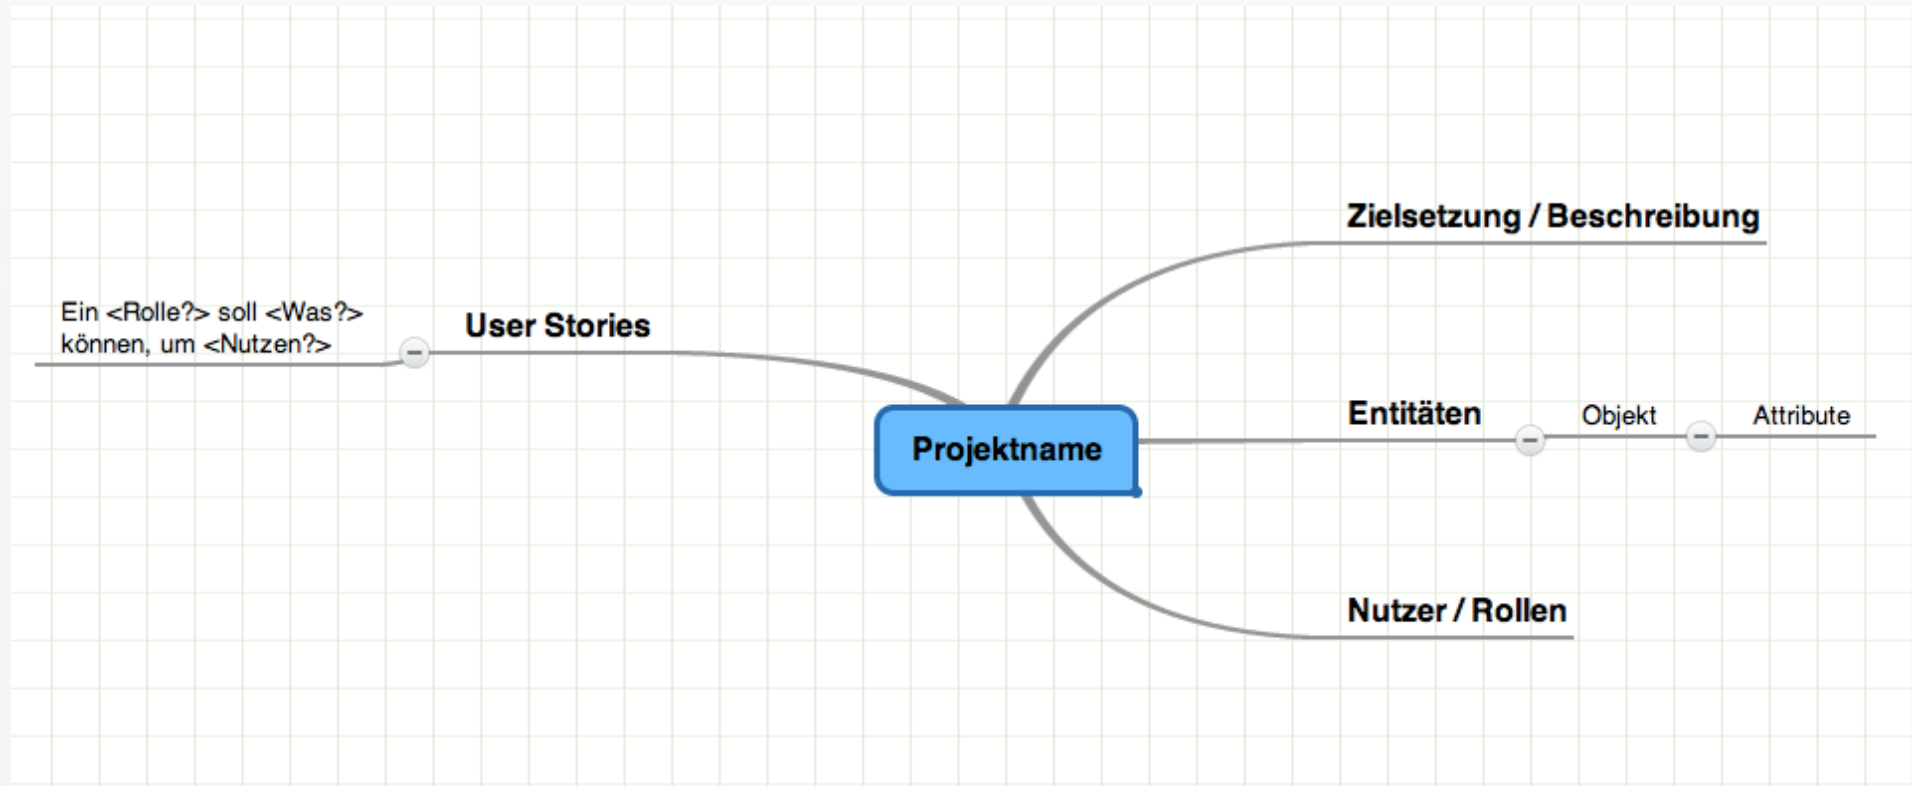 Zielsetzung / Beschreibung
Ein <Rolle?> soll <Was?>
können, um <Nutzen?>
User Stories
Projektname
Entitäten
Objekt
Attribute
Nutzer / Rollen